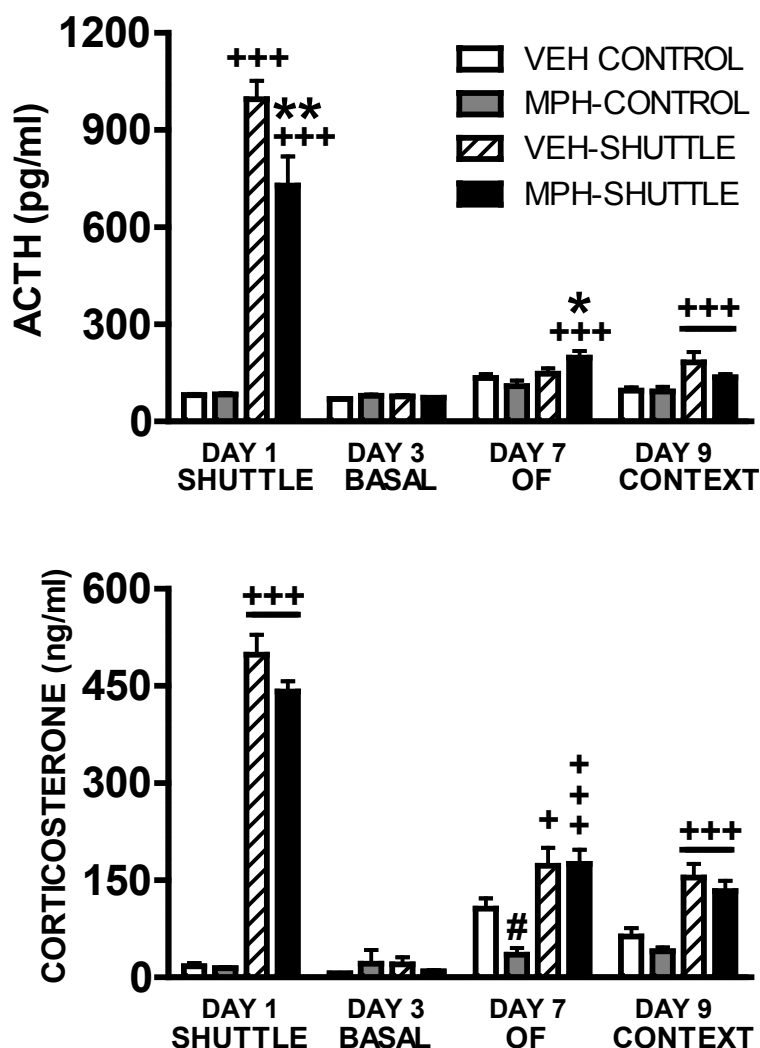 1200
900
600
300
0
ACTH (pg/ml)
+++
**
+++
*
+++
+++
VEH CONTROL
MPH-CONTROL
VEH-SHUTTLE
MPH-SHUTTLE
DAY 1 DAY 3 DAY 7 DAY 9
SHUTTLE BASAL OF CONTEXT
600
450
300
150
0
CORTICOSTERONE (ng/ml)
+++
#
+
+
+
+
+++
DAY 1 DAY 3 DAY 7 DAY 9
SHUTTLE BASAL OF CONTEXT